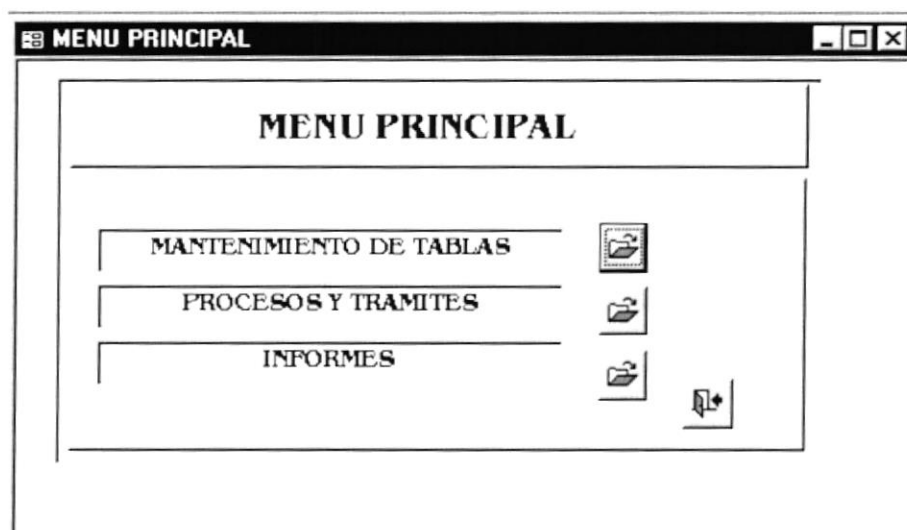 MENU PRINCIPAL
MENU PRINCIPAL
MANTENIMIENTO DE TABLAS
PROCESOS Y TRAMITES
INFORMES